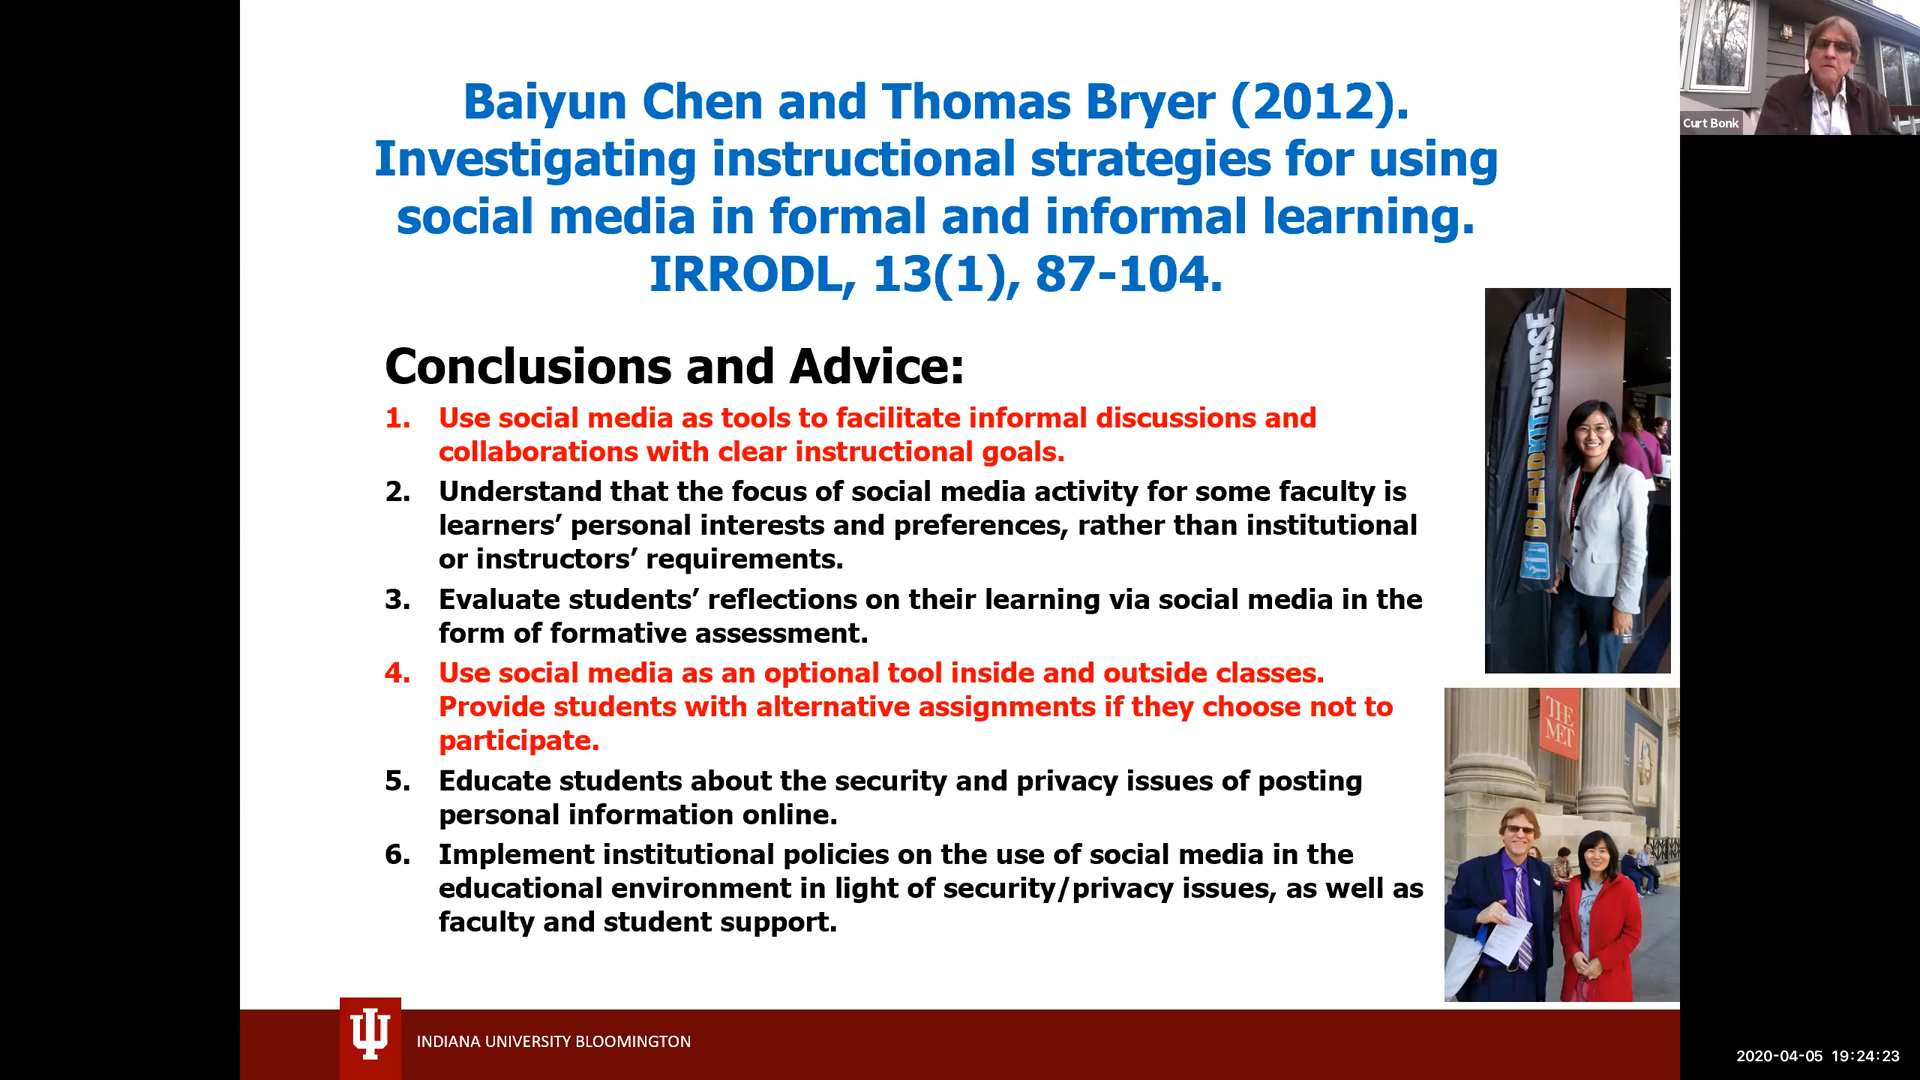 Baiyun Chen and Thomas Bryer (2012).
Investigating instructional strategies for using
social media in formal and informal learning.
IRRODL, 13(1), 87-104.
Curt Bonk
Conclusions and Advice:
1. Use social media as tools to facilitate informal discussions and
collaborations with clear instructional goals.
2. Understand that the focus of social media activity for some faculty is
learners’ personal interests and preferences, rather than institutional
or instructors’ requirements.
3. Evaluate students’ reflections on their learning via social media in the
form of formative assessment.
4. Use social media as an optional tool inside and outside classes.
Provide students with alternative assignments if they choose not to
participate.
5. Educate students about the security and privacy issues of posting
personal information online.
6. Implement institutional policies on the use of social media in the
educational environment in light of security/privacy issues, as well as
faculty and student support.
BLENDKITCOURSE
THE
MET
INDIANA UNIVERSITY BLOOMINGTON
2020-04-05 19:24:23